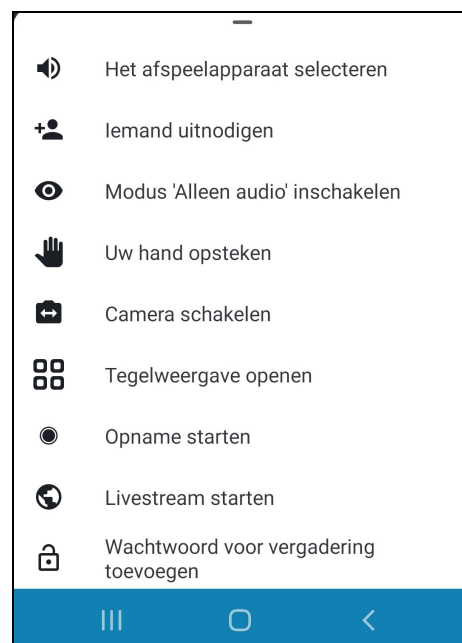 Het afspeelapparaat selecteren
Iemand uitnodigen
Modus 'Alleen audio' inschakelen
Uw hand opsteken
Camera schakelen
Tegelweergave openen
Opname starten
Livestream starten
Wachtwoord voor vergadering
toevoegen